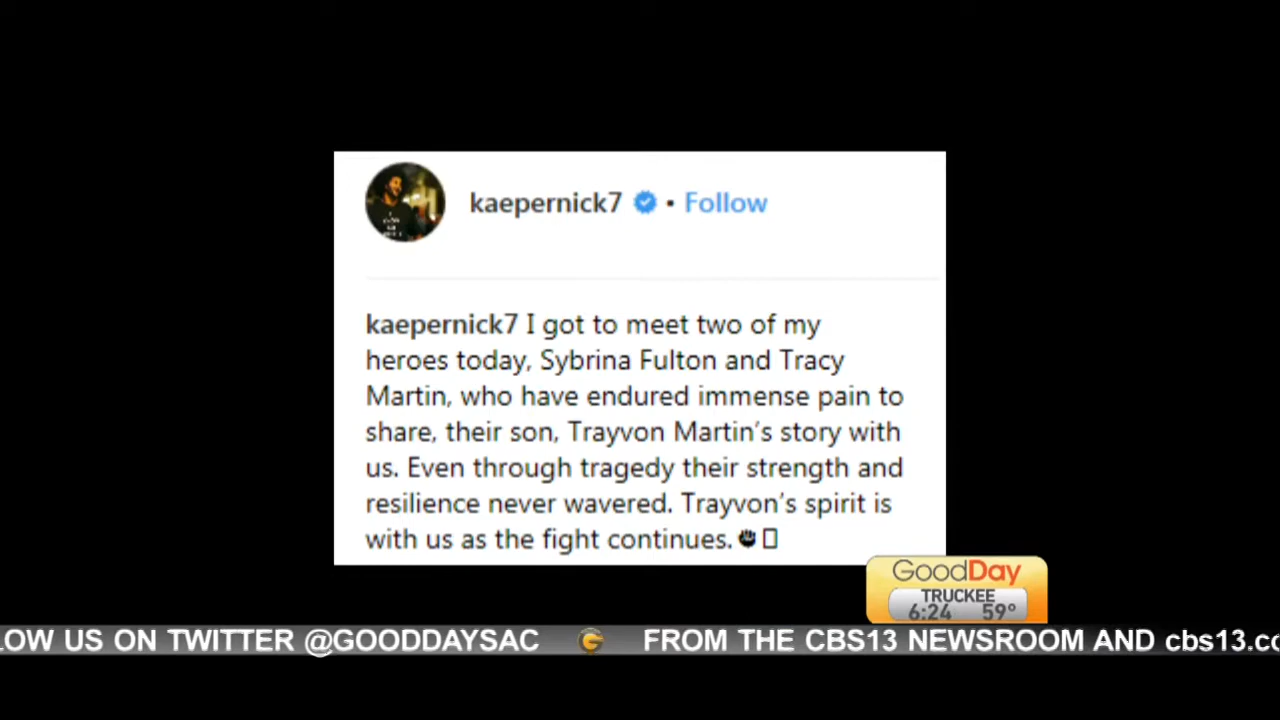 kaepernick7 • Follow
kaepernick7 I got to meet two of my
heroes today, Sybrina Fulton and Tracy
Martin, who have endured immense pain to
share, their son, Trayvon Martin’s story with
us. Even through tragedy their strength and
resilience never wavered. Trayvon’s spirit is
with us as the fight continues.
GoodDay
TRUCKEE
6:24 59°
LOW US ON TWITTER @GOODDAYSAC FROM THE CBS13 NEWSROOM AND cbs13.co